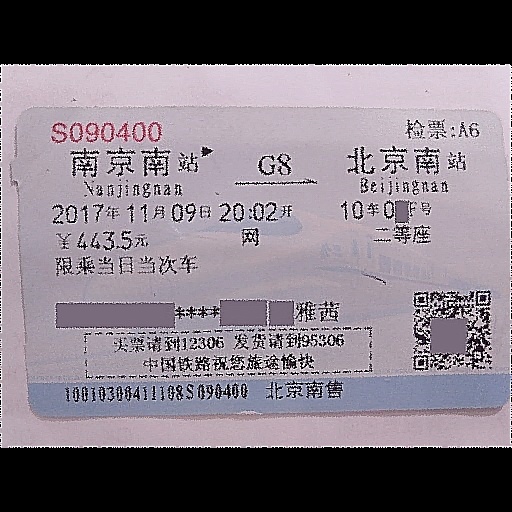 S090400 检票:A6
南京南站 G8 北京南站
Nanjingnan Beijingnan
2017年11月09日20:02开 10车0 F号
￥443.5元 网 二等座
限乘当日当次车
**** 雅茜
买票请到12306 发货请到95306
中国铁路祝您旅途愉快
10010300411108S090400 北京南售